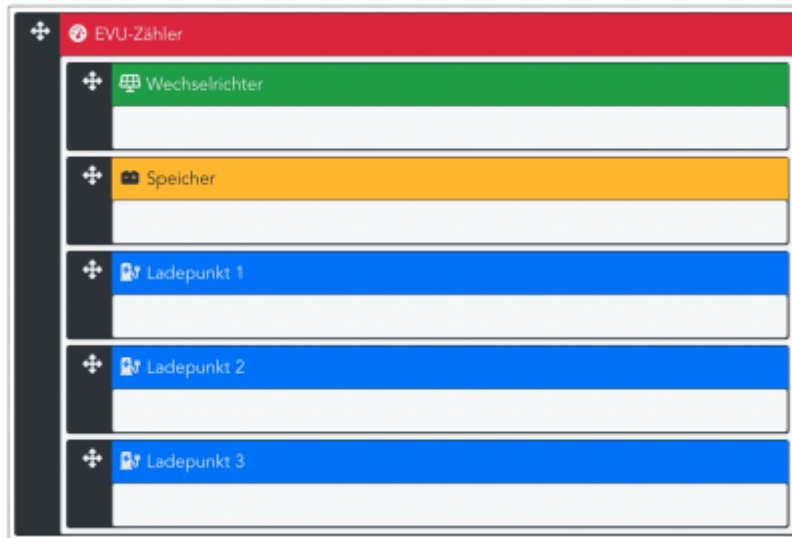 EVU-Zähler
Wechselrichter
Speicher
Ladepunkt 1
Ladepunkt 2
Ladepunkt 3